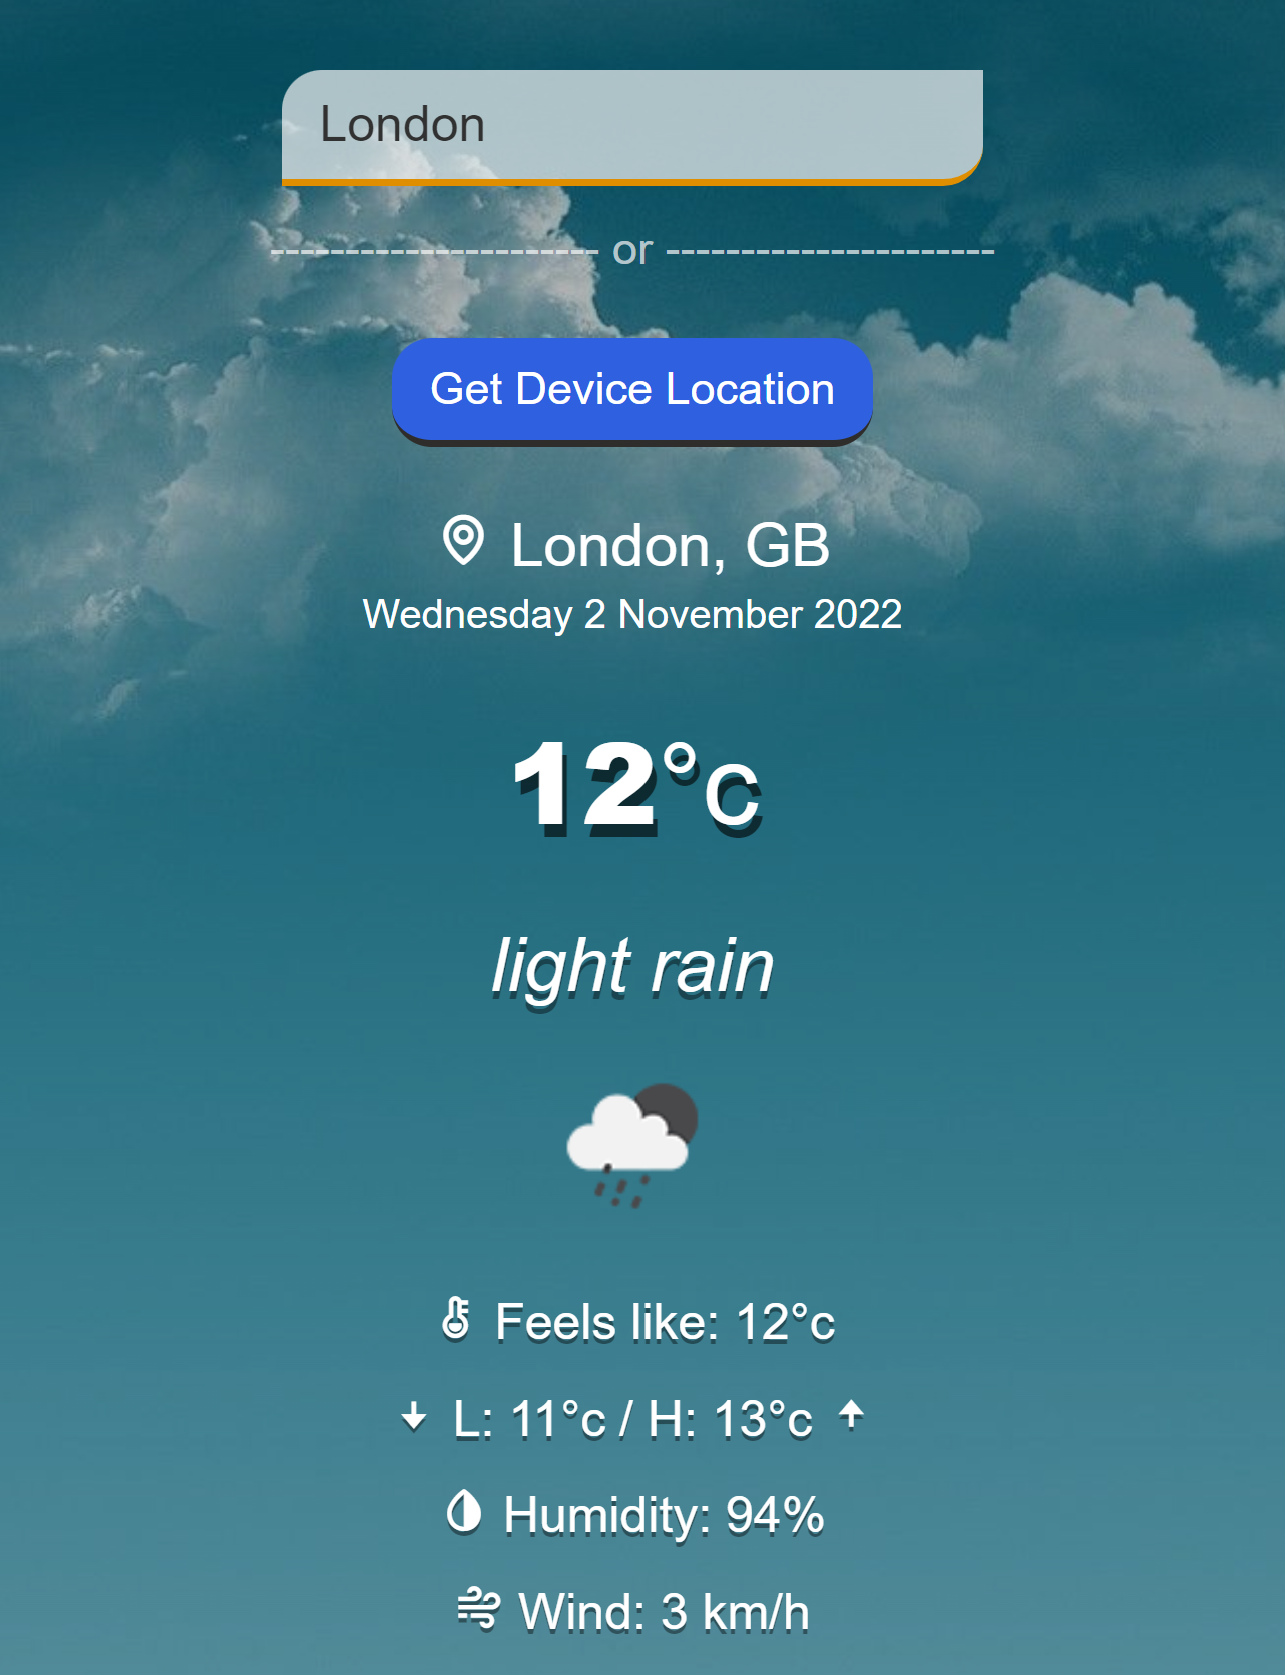 London
---------------------- or ----------------------
Get Device Location
London, GB
Wednesday 2 November 2022
12°c
light rain
Feels like: 12°c
L: 11°c / H: 13°c
Humidity: 94%
Wind: 3 km/h